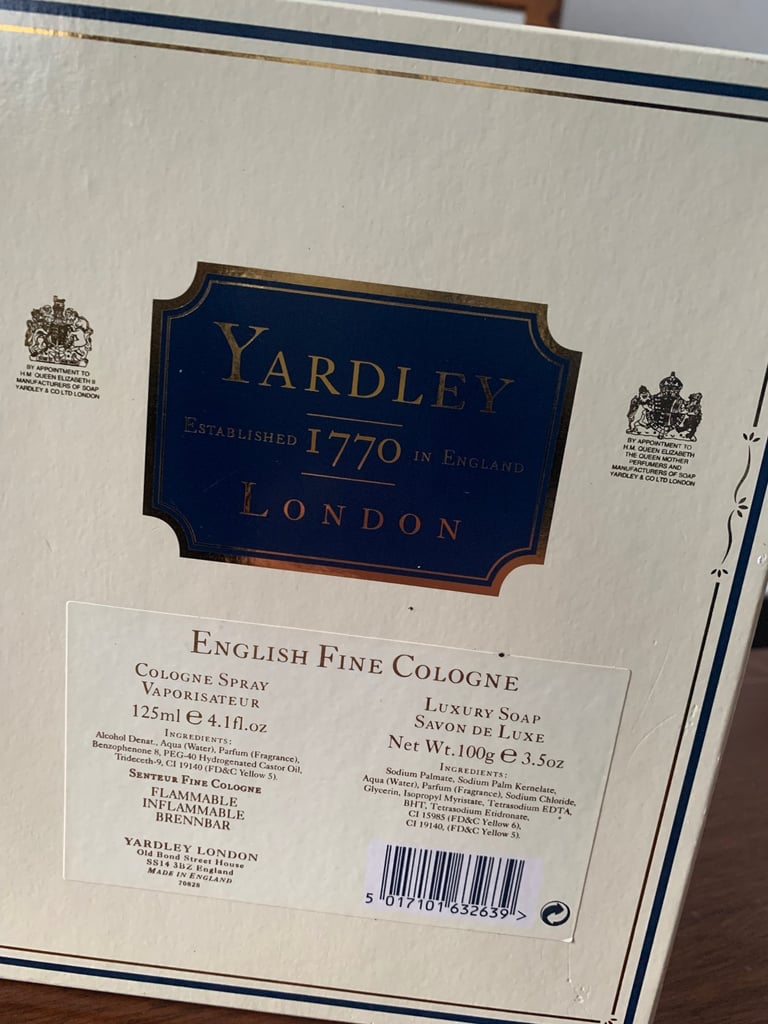 YARDLEY
ESTABLISHED 1770 IN ENGLAND
LONDON
BY APPOINTMENT TO
H.M. QUEEN ELIZABETH II
MANUFACTURERS OF SOAP
YARDLEY & CO LTD LONDON
BY APPOINTMENT TO
H.M. QUEEN ELIZABETH
THE QUEEN MOTHER
PERFUMERS AND
MANUFACTURERS OF SOAP
YARDLEY & CO LTD LONDON
ENGLISH FINE COLOGNE
COLOGNE SPRAY
VAPORISATEUR
125ml ℮ 4.1fl.oz
INGREDIENTS:
Alcohol Denat., Aqua (Water), Parfum (Fragrance),
Benzophenone 8, PEG-40 Hydrogenated Castor Oil,
Trideceth-9, CI 19140 (FD&C Yellow 5).
SENTEUR FINE COLOGNE
FLAMMABLE
INFLAMMABLE
BRENNBAR
YARDLEY LONDON
Old Bond Street House
SS14 3BZ England
MADE IN ENGLAND
70828
LUXURY SOAP
SAVON DE LUXE
Net Wt.100g ℮ 3.5oz
INGREDIENTS:
Sodium Palmate, Sodium Palm Kernelate,
Aqua (Water), Parfum (Fragrance), Sodium Chloride,
Glycerin, Isopropyl Myristate, Tetrasodium EDTA,
BHT, Tetrasodium Etidronate,
CI 15985 (FD&C Yellow 6),
CI 19140, (FD&C Yellow 5).
5 017101 632639 >